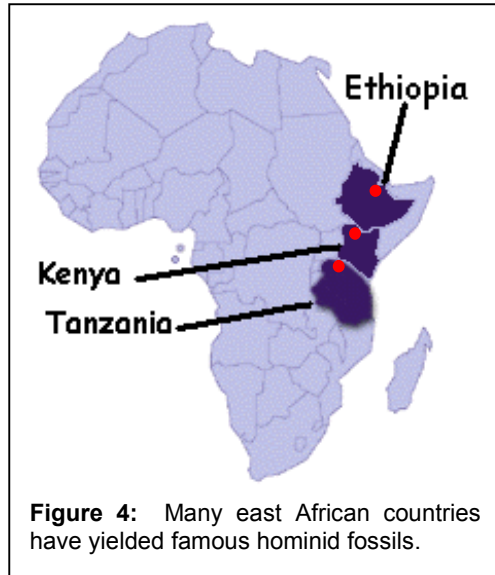 Ethiopia
Kenya
Tanzania
Figure 4: Many east African countries
have yielded famous hominid fossils.